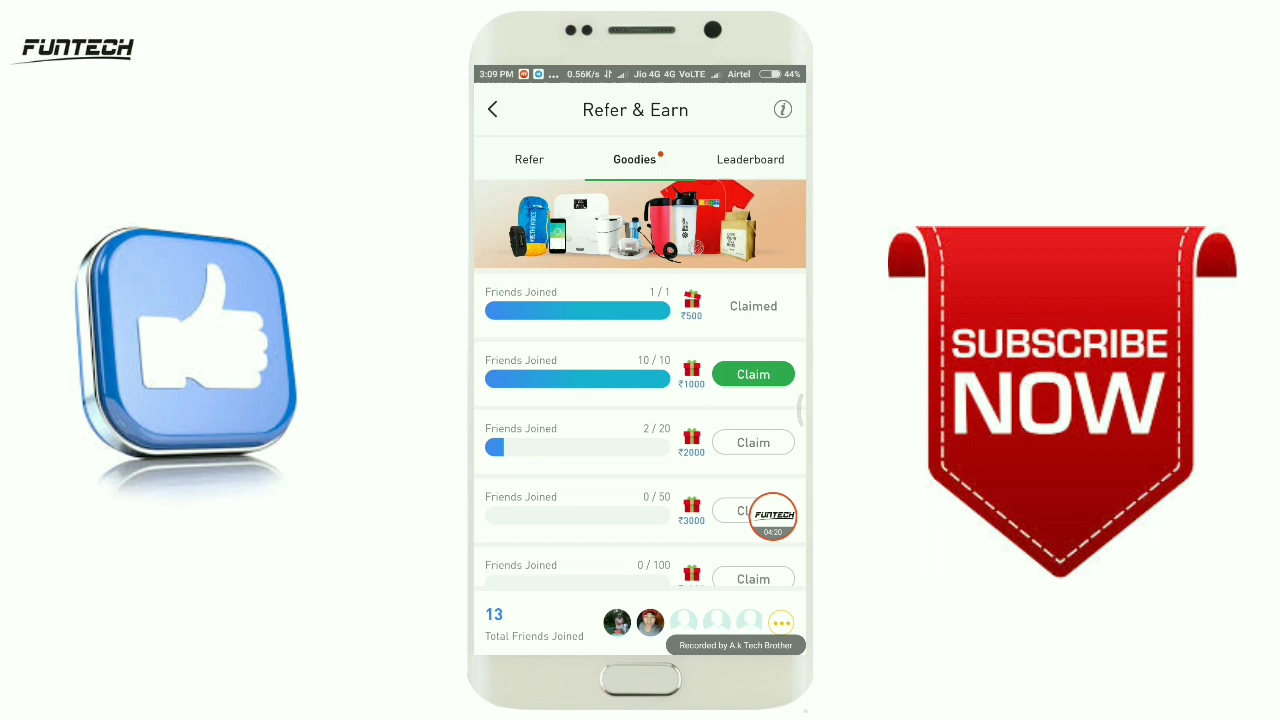 FUNTECH
3:09 PM ... 0.56K/s Jio 4G 4G VoLTE Airtel 44%
Refer & Earn
Refer Goodies Leaderboard
Friends Joined 1 / 1
₹500
Claimed
Friends Joined 10 / 10
₹1000
Claim
Friends Joined 2 / 20
₹2000
Claim
Friends Joined 0 / 50
₹3000
FUNTECH
04:20
Friends Joined 0 / 100
Claim
13
Total Friends Joined
Recorded by A.k Tech Brother
SUBSCRIBE
NOW